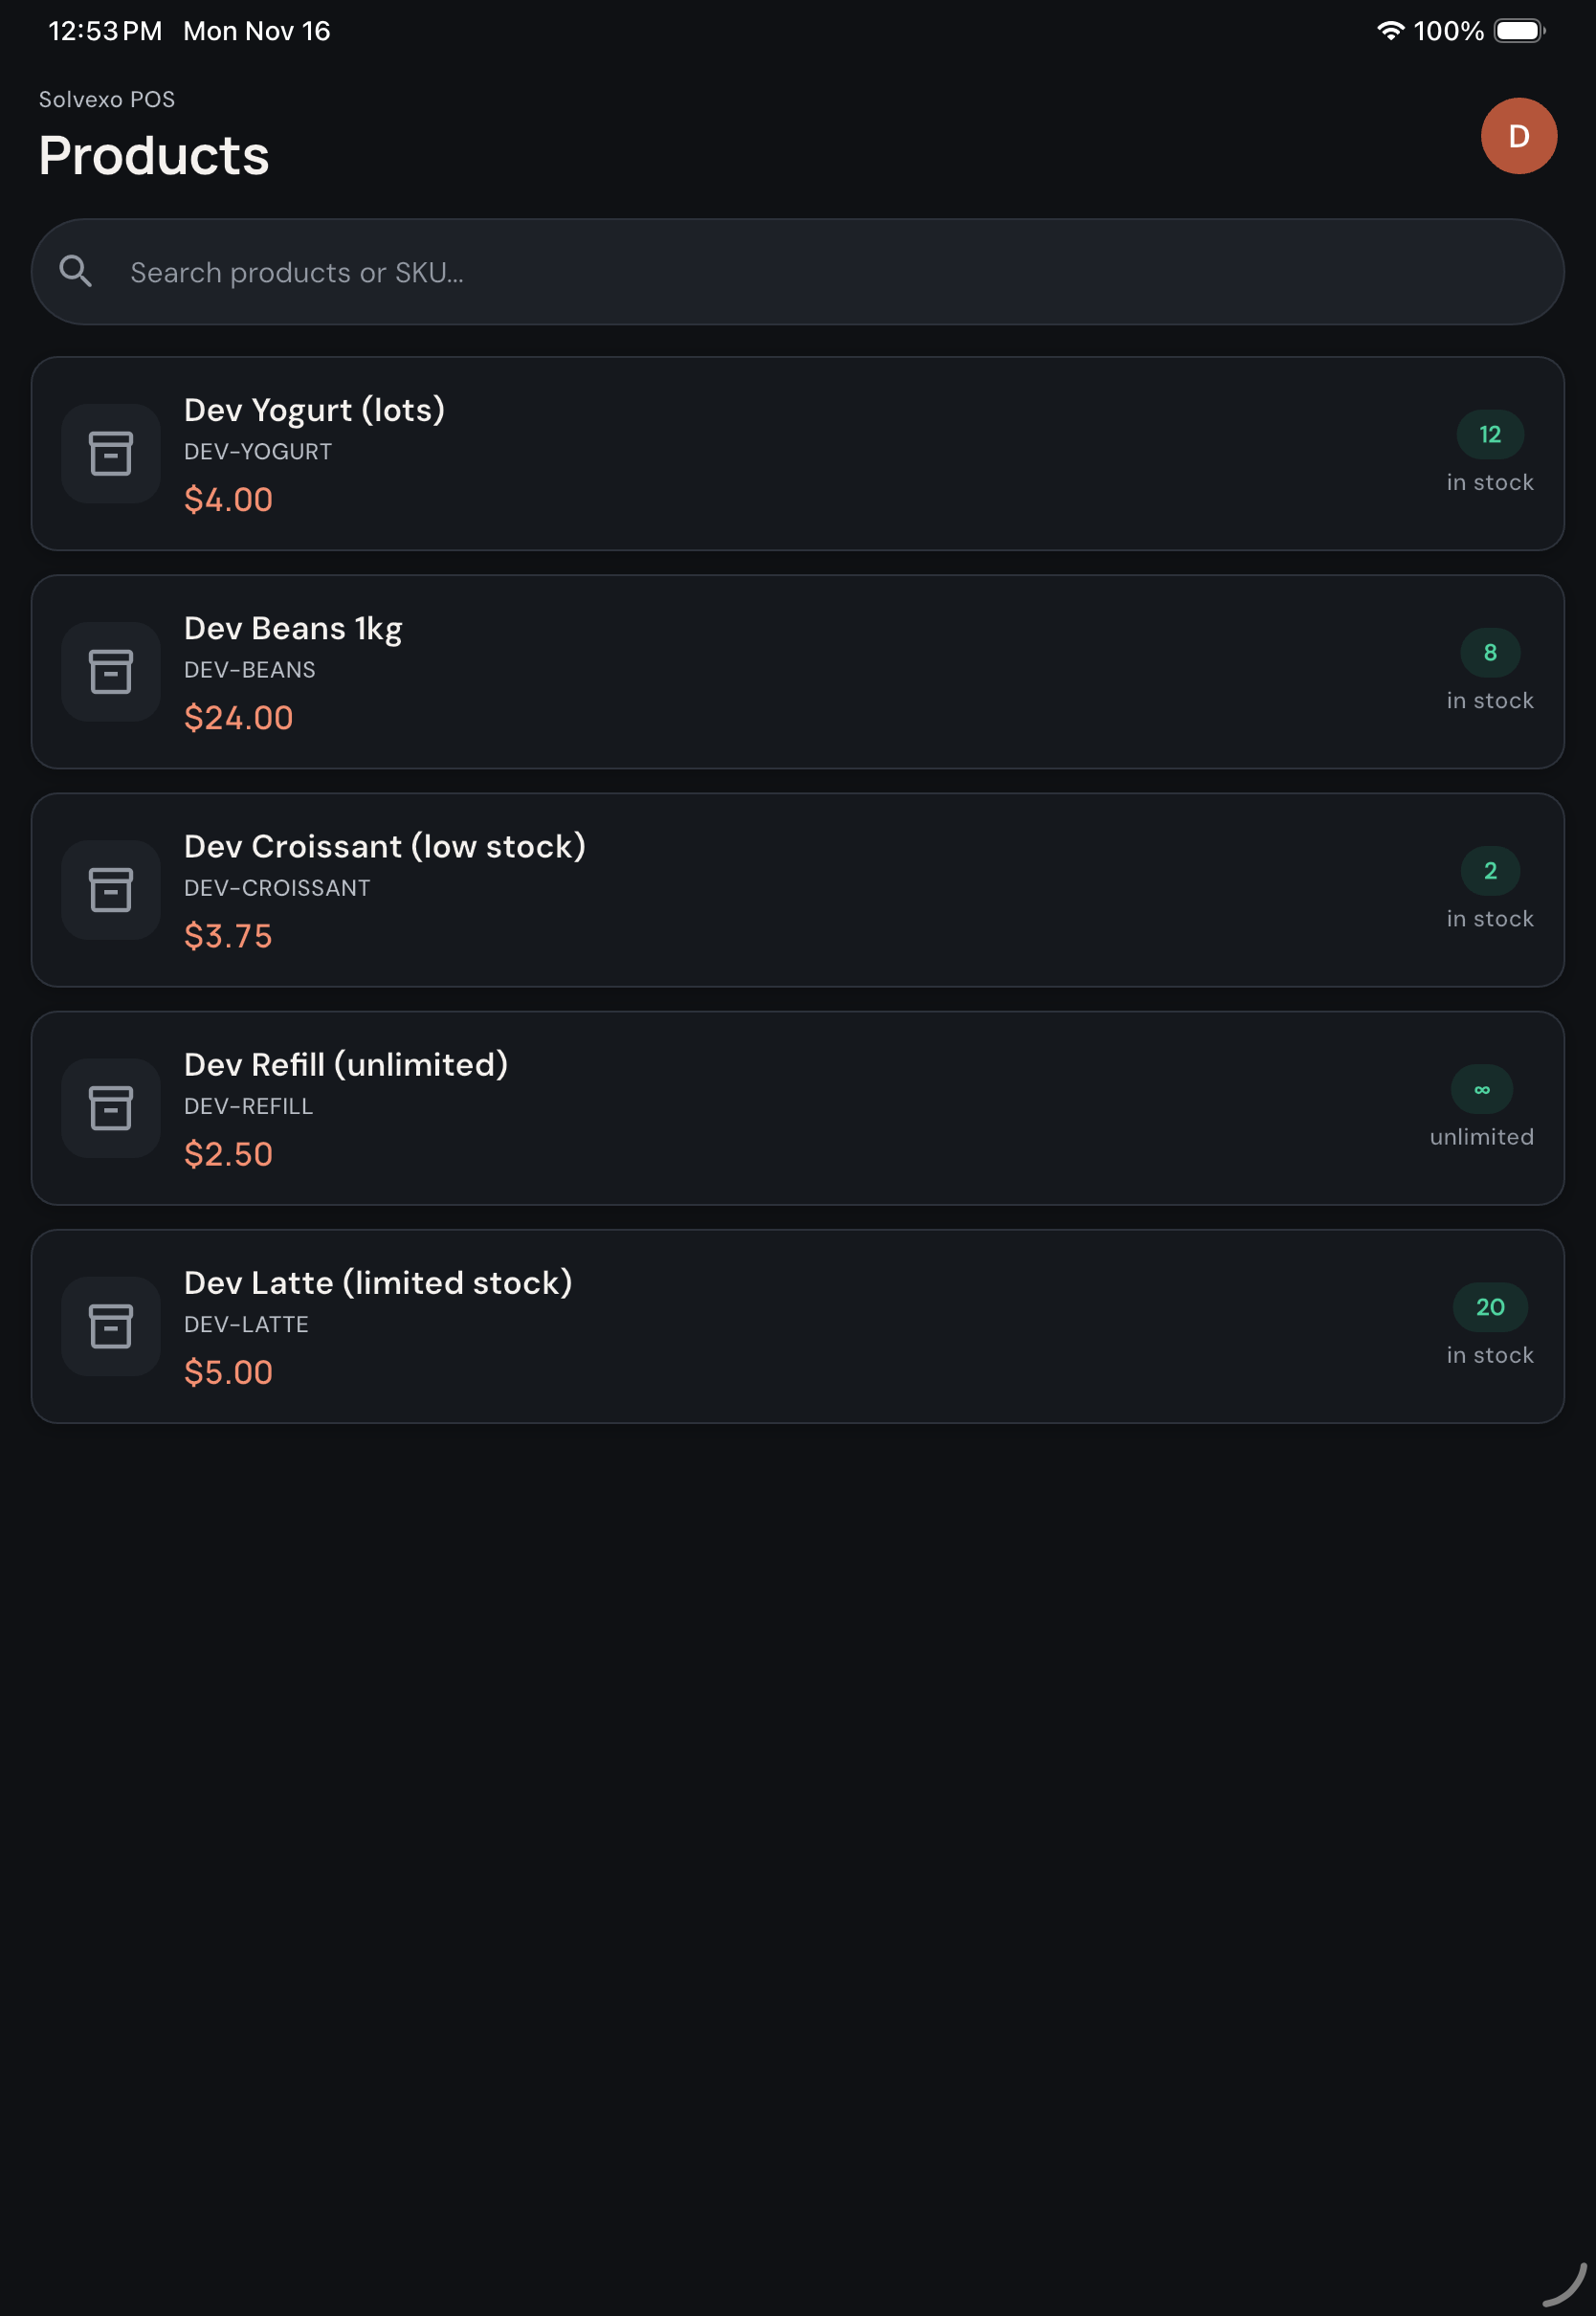 12:53 PM Mon Nov 16 100%
Solvexo POS
Products
D
Search products or SKU...
Dev Yogurt (lots)
DEV-YOGURT
$4.00
12
in stock
Dev Beans 1kg
DEV-BEANS
$24.00
8
in stock
Dev Croissant (low stock)
DEV-CROISSANT
$3.75
2
in stock
Dev Refill (unlimited)
DEV-REFILL
$2.50
∞
unlimited
Dev Latte (limited stock)
DEV-LATTE
$5.00
20
in stock